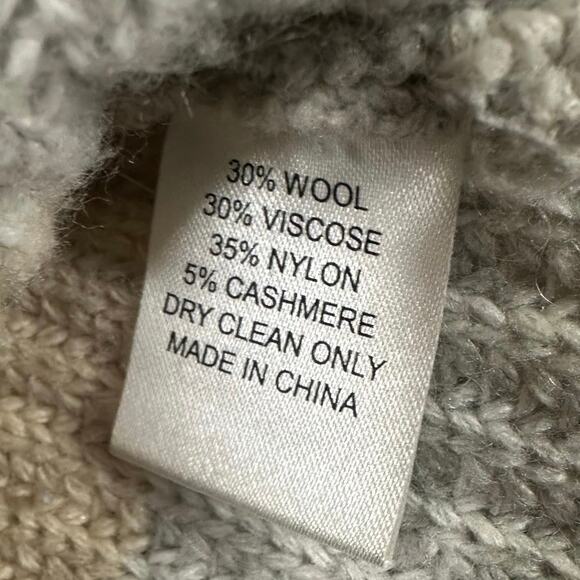 30% WOOL
30% VISCOSE
35% NYLON
5% CASHMERE
DRY CLEAN ONLY
MADE IN CHINA